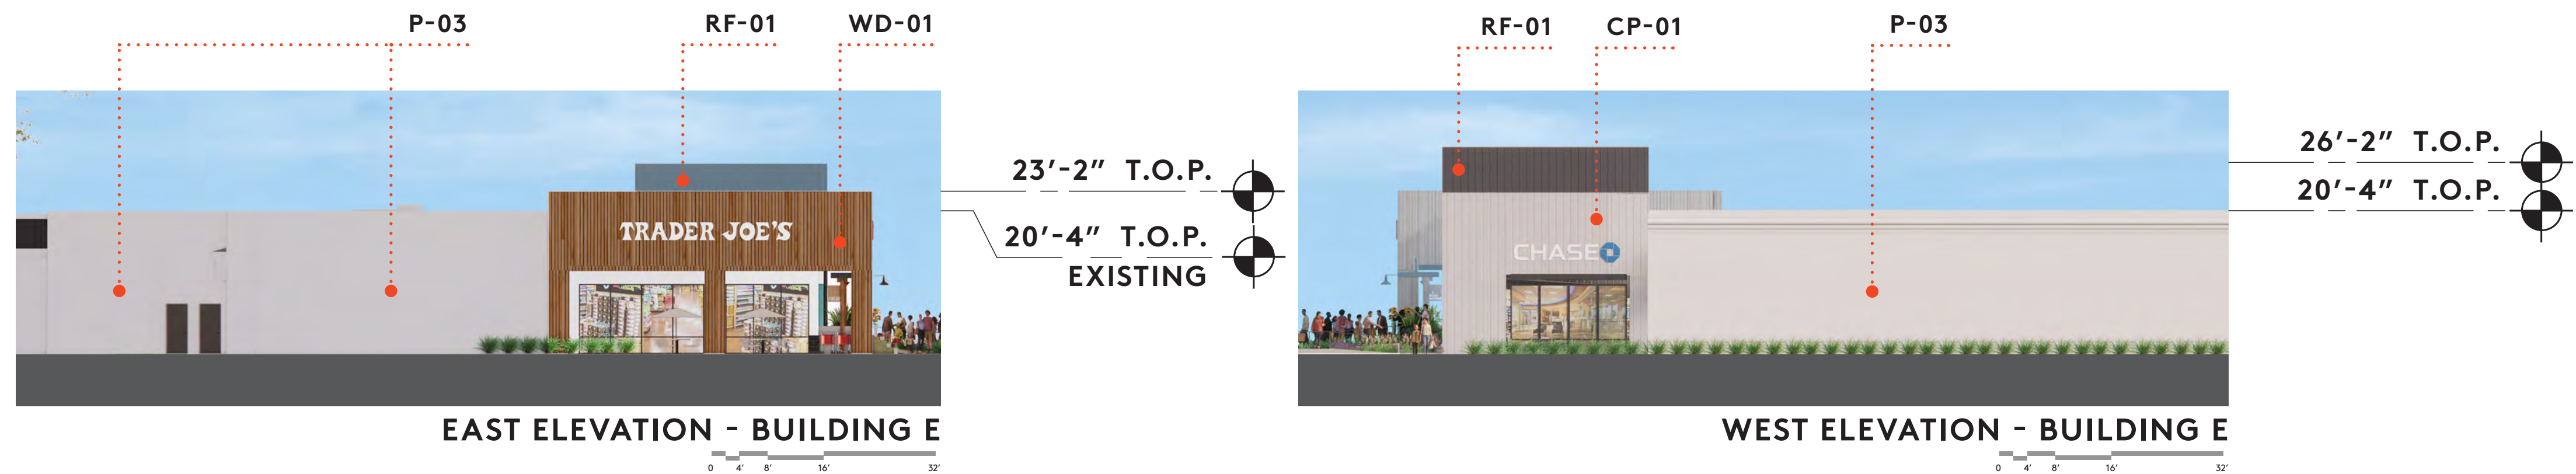 P-03
RF-01
WD-01
TRADER JOE'S
23'-2" T.O.P.
20'-4" T.O.P.
EXISTING
EAST ELEVATION - BUILDING E
0 4' 8' 16' 32'
RF-01
CP-01
P-03
CHASE
26'-2" T.O.P.
20'-4" T.O.P.
WEST ELEVATION - BUILDING E
0 4' 8' 16' 32'